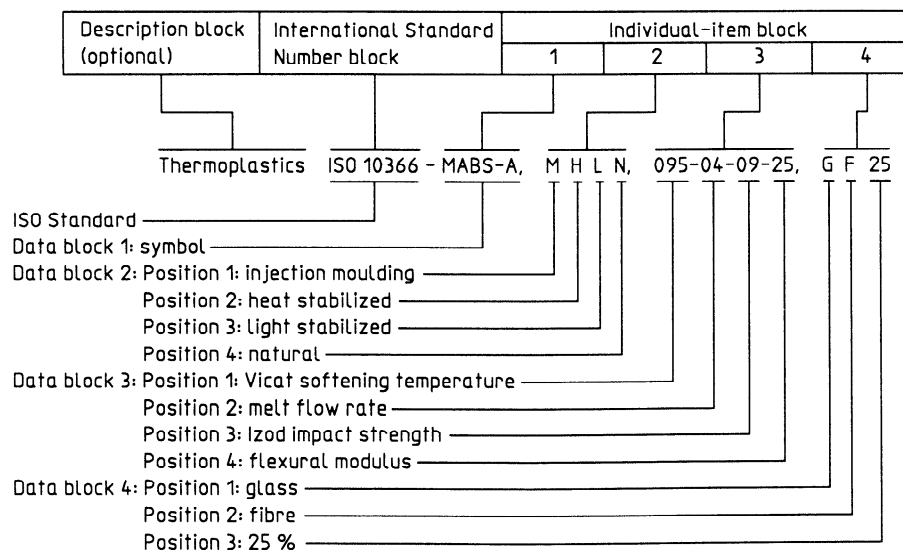 Description block International Standard Individual-item block
(optional) Number block 1 2 3 4
Thermoplastics ISO 10366 - MABS-A, M H L N, 095-04-09-25, G F 25
ISO Standard
Data block 1: symbol
Data block 2: Position 1: injection moulding
Position 2: heat stabilized
Position 3: light stabilized
Position 4: natural
Data block 3: Position 1: Vicat softening temperature
Position 2: melt flow rate
Position 3: Izod impact strength
Position 4: flexural modulus
Data block 4: Position 1: glass
Position 2: fibre
Position 3: 25 %